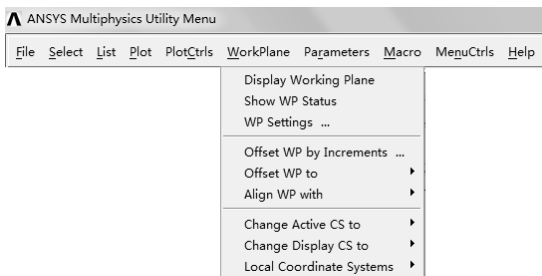 ANSYS Multiphysics Utility Menu
File Select List Plot PlotCtrls WorkPlane Parameters Macro MenuCtrls Help
Display Working Plane
Show WP Status
WP Settings ...
Offset WP by Increments ...
Offset WP to
Align WP with
Change Active CS to
Change Display CS to
Local Coordinate Systems